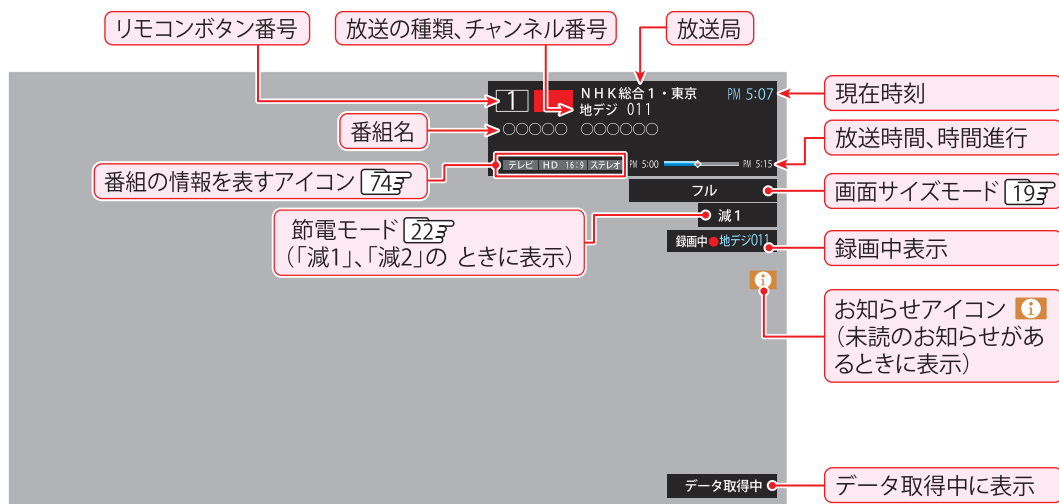 リモコンボタン番号
放送の種類、チャンネル番号
放送局
1
NHK総合1・東京
PM 5:07
地デジ 011
現在時刻
番組名
○○○○○ ○○○○○○
放送時間、時間進行
テレビ HD 16:9 ステレオ PM 5:00 PM 5:15
番組の情報を表すアイコン 74
フル
画面サイズモード 19
減1
節電モード 22
(「減1」、「減2」の ときに表示)
録画中●地デジ011
録画中表示
お知らせアイコン
(未読のお知らせがあ
るときに表示)
データ取得中
データ取得中に表示